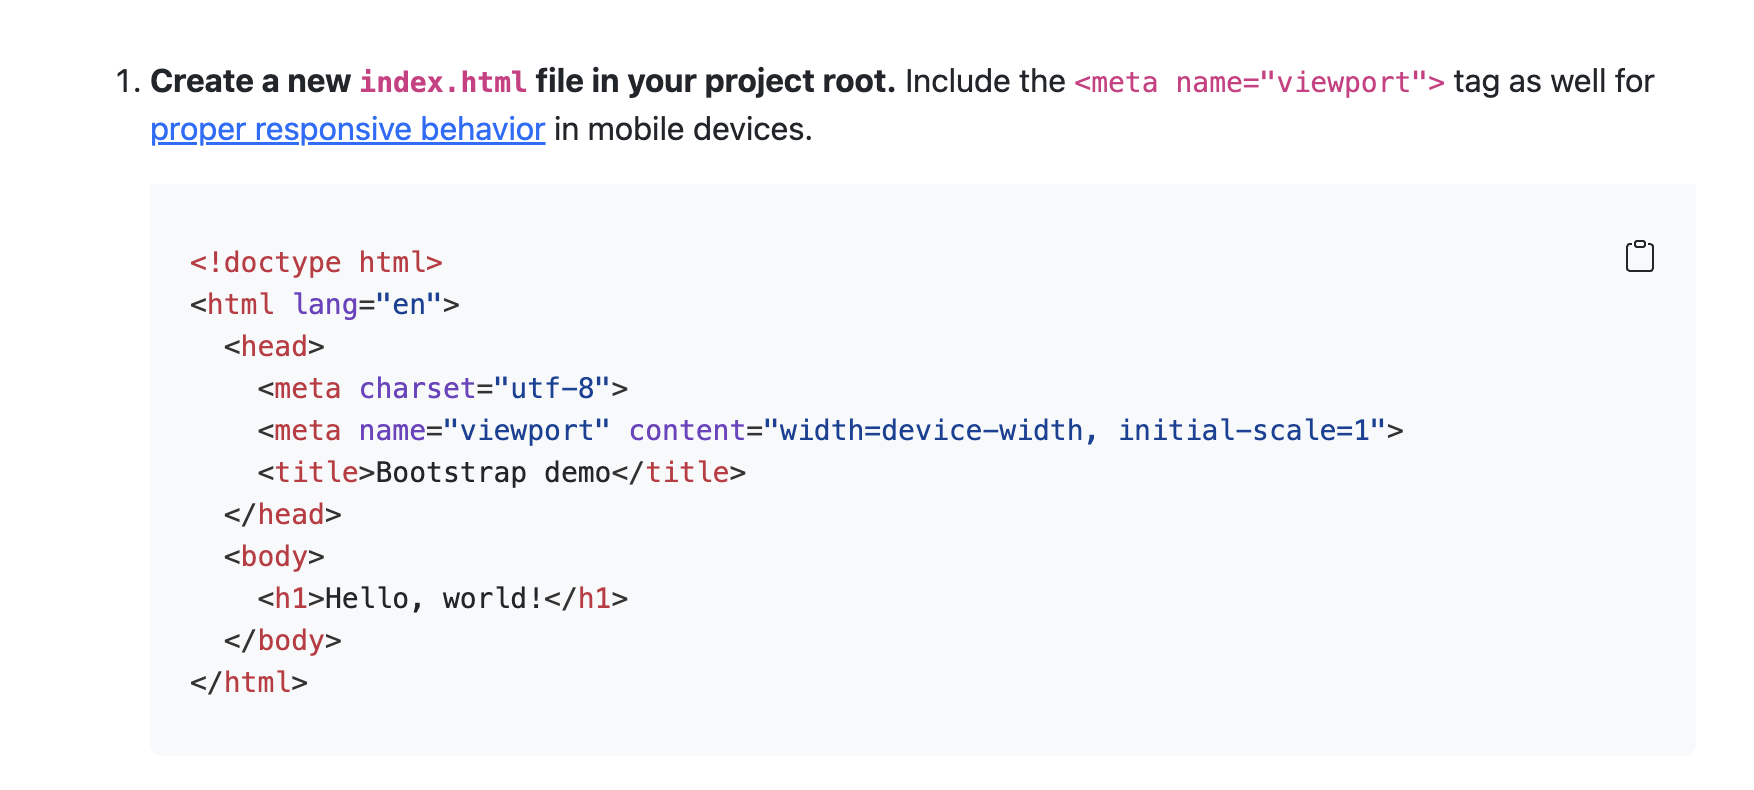 1. Create a new index.html file in your project root. Include the <meta name="viewport"> tag as well for
proper responsive behavior in mobile devices.
<!doctype html>
<html lang="en">
  <head>
    <meta charset="utf-8">
    <meta name="viewport" content="width=device-width, initial-scale=1">
    <title>Bootstrap demo</title>
  </head>
  <body>
    <h1>Hello, world!</h1>
  </body>
</html>